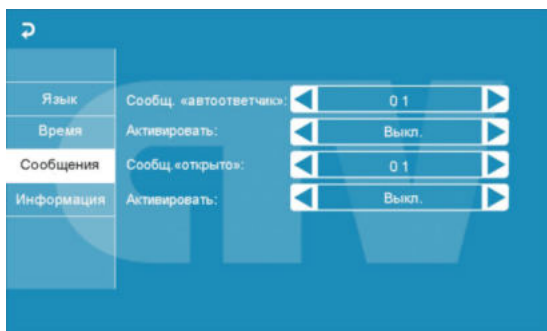 Язык
Время
Сообщения
Информация
Сообщ. «автоответчик»: 0 1
Активировать: Выкл.
Сообщ.«открыто»: 0 1
Активировать: Выкл.